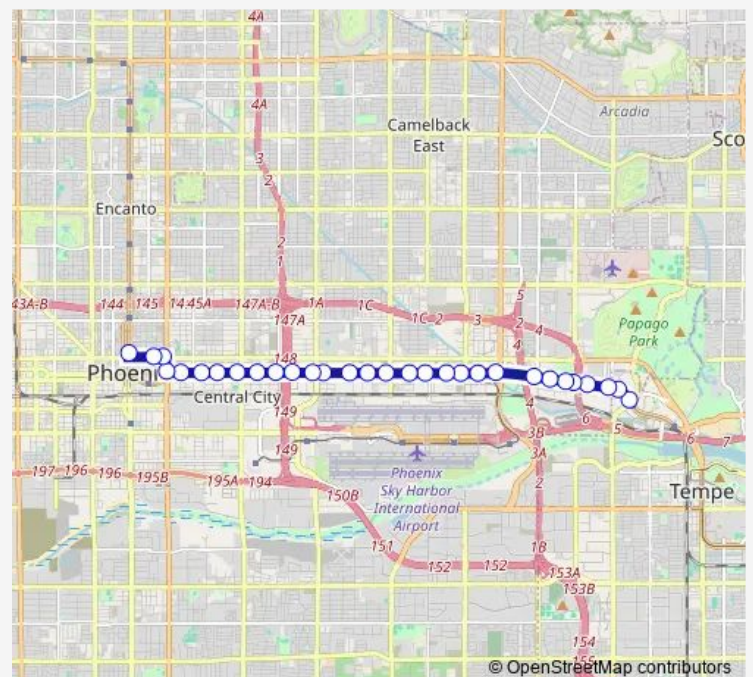 4A
4A
Camelback
East
Arcadia
Sco
3
2
Encanto
2
1
5
43A-B
144
145
14
45A
147A-B
1A
1C
1C
2
3
2
4
147A
4
Papago
Park
148
Phoeni
Central City
4
149
6
3B
5
6
7
149
3A
197
196
196
195B
195A
194
2
150B
Phoenix
Sky Harbor
International
Airport
Tempe
151
152
152
1B
153A
153B
154
© OpenStreetMap contributors